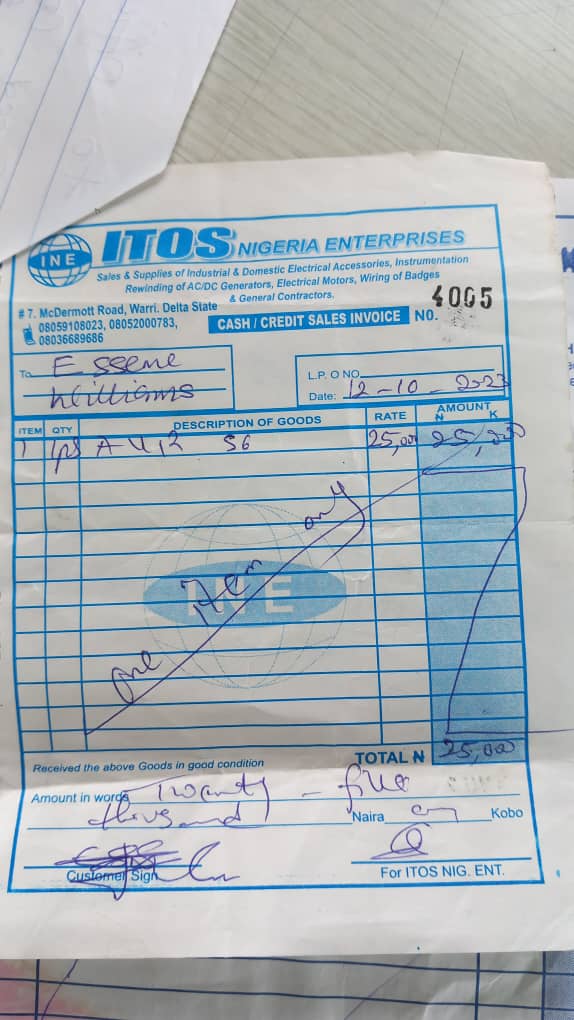 INE
ITOS NIGERIA ENTERPRISES
Sales & Supplies of Industrial & Domestic Electrical Accessories, Instrumentation
Rewinding of AC/DC Generators, Electrical Motors, Wiring of Badges
& General Contractors.
# 7. McDermott Road, Warri. Delta State
08059108023, 08052000783,
08036689686
CASH / CREDIT SALES INVOICE NO. 4005
To Essene
Williams
L.P. O NO.
Date: 12-10-2023
ITEM QTY DESCRIPTION OF GOODS RATE AMOUNT
N K
1 25,000 25,000
one item only
INE
Received the above Goods in good condition
TOTAL N 25,000
Amount in words Twenty - five
thousand Naira only Kobo
Customer Sign
For ITOS NIG. ENT.